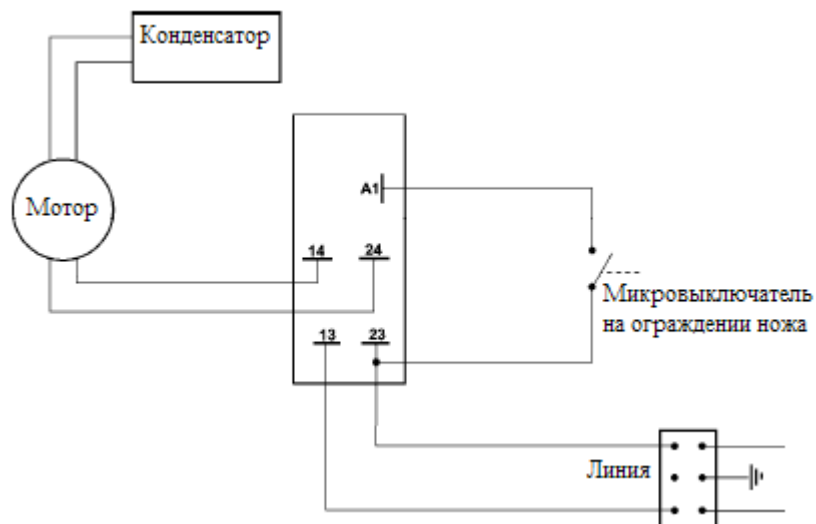 Конденсатор
Мотор
A1
14
24
13
23
Микровыключатель
на ограждении ножа
Линия